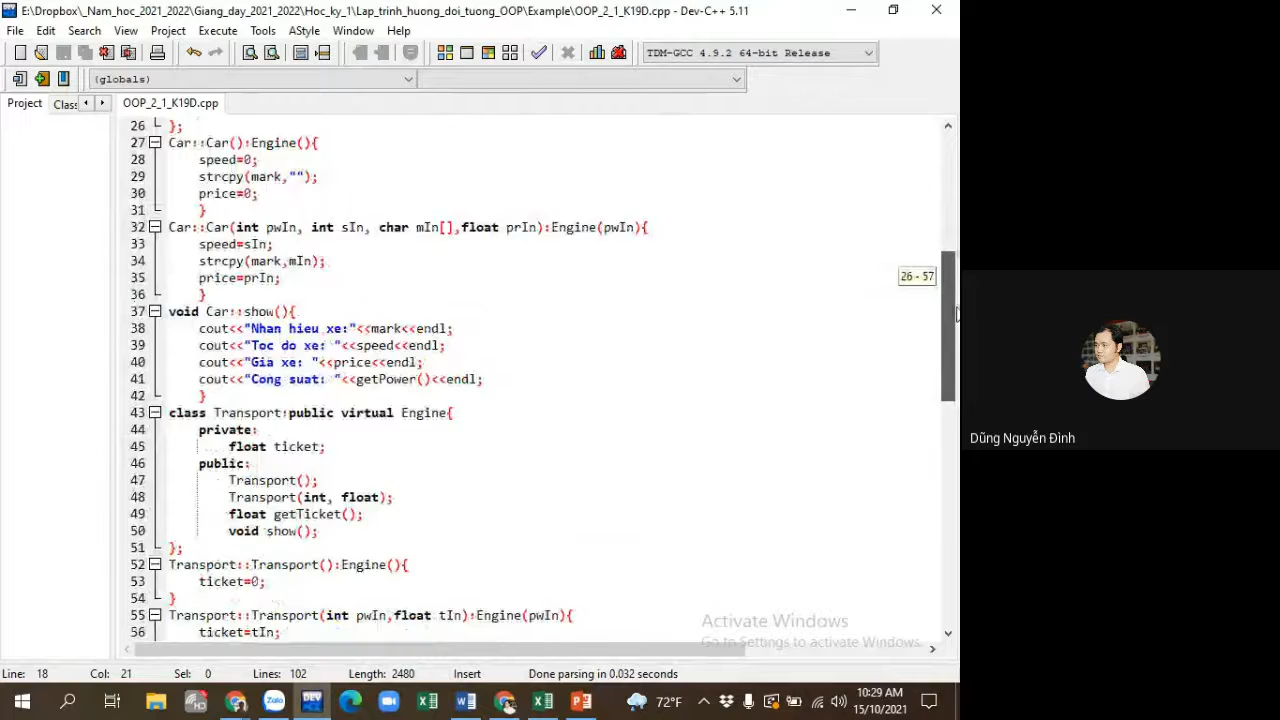 E:\Dropbox\_Nam_hoc_2021_2022\Giang_day_2021_2022\Hoc_ky_1\Lap_trinh_huong_doi_tuong_OOP\Example\OOP_2_1_K19D.cpp - Dev-C++ 5.11
File Edit Search View Project Execute Tools AStyle Window Help
TDM-GCC 4.9.2 64-bit Release
(globals)
Project Clas OOP_2_1_K19D.cpp
26 };
27 Car::Car():Engine(){
28 speed=0;
29 strcpy(mark,"");
30 price=0;
31 }
32 Car::Car(int pwIn, int sIn, char mIn[],float prIn):Engine(pwIn){
33 speed=sIn;
34 strcpy(mark,mIn);
35 price=prIn;
36 }
37 void Car::show(){
38 cout<<"Nhan hieu xe:"<<mark<<endl;
39 cout<<"Toc do xe: "<<speed<<endl;
40 cout<<"Gia xe: "<<price<<endl;
41 cout<<"Cong suat: "<<getPower()<<endl;
42 }
43 class Transport:public virtual Engine{
44 private:
45 float ticket;
46 public:
47 Transport();
48 Transport(int, float);
49 float getTicket();
50 void show();
51 };
52 Transport::Transport():Engine(){
53 ticket=0;
54 }
55 Transport::Transport(int pwIn,float tIn):Engine(pwIn){
56 ticket=tIn;
26 - 57
Dũng Nguyễn Đình
Activate Windows
Go to Settings to activate Windows.
Line: 18 Col: 21 Sel: 0 Lines: 102 Length: 2480 Insert Done parsing in 0.032 seconds
Zalo DEV 72°F 10:29 AM
15/10/2021